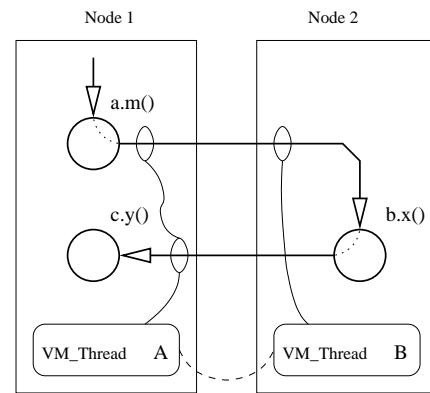 Node 1
Node 2
a.m()
c.y()
b.x()
VM_Thread A
VM_Thread B